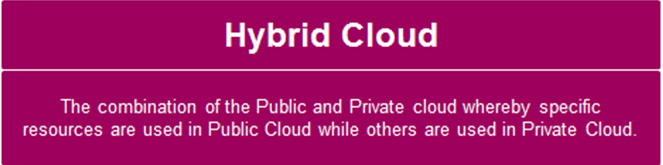 Hybrid Cloud
The combination of the Public and Private cloud whereby specific
resources are used in Public Cloud while others are used in Private Cloud.